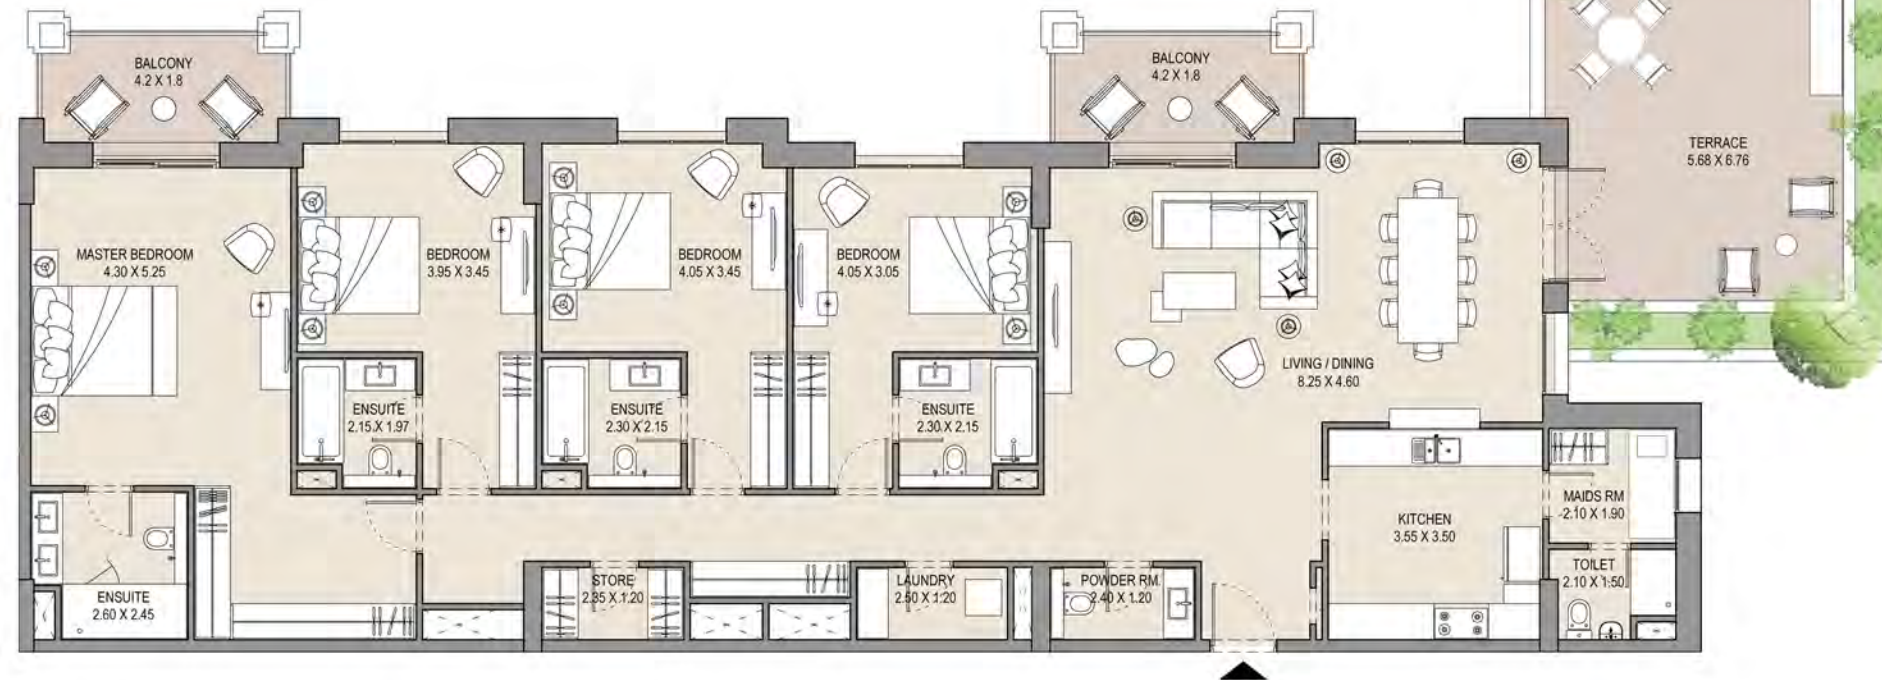 BALCONY
4.2 X 1.8
BALCONY
4.2 X 1.8
TERRACE
5.68 X 6.76
MASTER BEDROOM
4.30 X 5.25
BEDROOM
3.95 X 3.45
BEDROOM
4.05 X 3.45
BEDROOM
4.05 X 3.05
LIVING / DINING
8.25 X 4.60
ENSUITE
2.15 X 1.97
ENSUITE
2.30 X 2.15
ENSUITE
2.30 X 2.15
MAIDS RM
2.10 X 1.90
KITCHEN
3.55 X 3.50
TOILET
2.10 X 1.50
ENSUITE
2.60 X 2.45
STORE
2.35 X 1.20
LAUNDRY
2.50 X 1.20
POWDER RM.
2.40 X 1.20